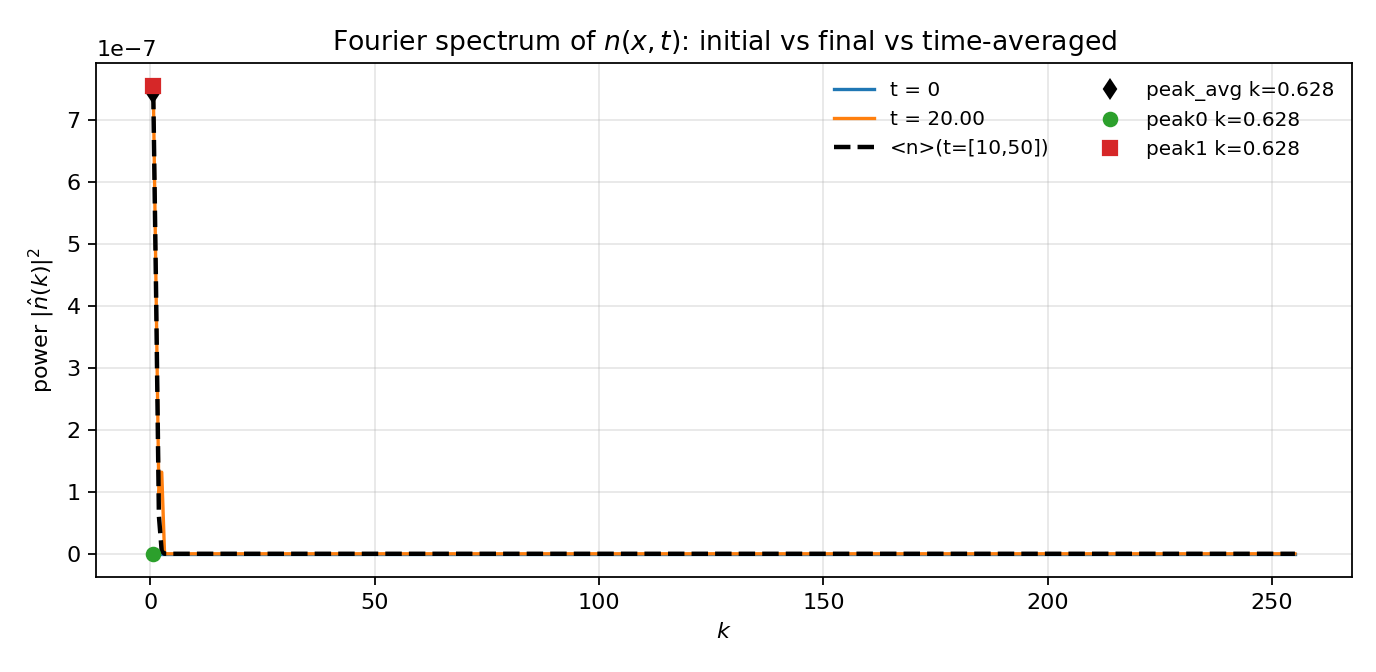 Fourier spectrum of n(x, t): initial vs final vs time-averaged
1e−7
power |n̂(k)|²
7
6
5
4
3
2
1
0
0 50 100 150 200 250
k
t = 0
t = 20.00
<n>(t=[10,50])
peak_avg k=0.628
peak0 k=0.628
peak1 k=0.628